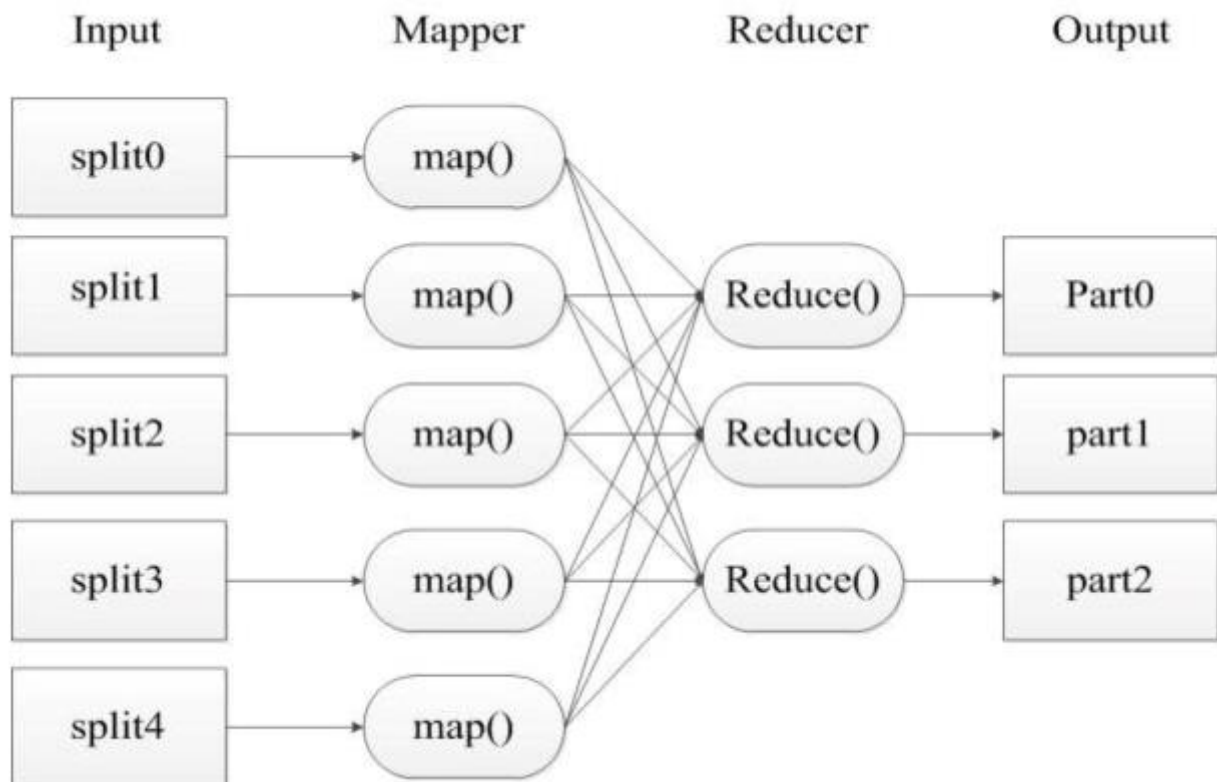 Input Mapper Reducer Output
split0 map()
split1 map() Reduce() Part0
split2 map() Reduce() part1
split3 map() Reduce() part2
split4 map()